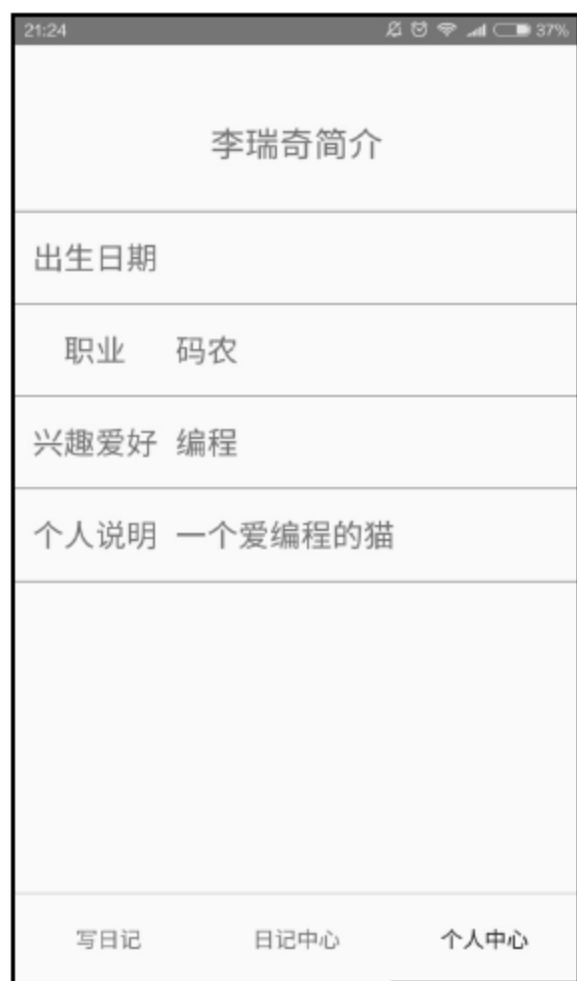 21:24 37%
李瑞奇简介
出生日期
职业 码农
兴趣爱好 编程
个人说明 一个爱编程的猫
写日记 日记中心 个人中心